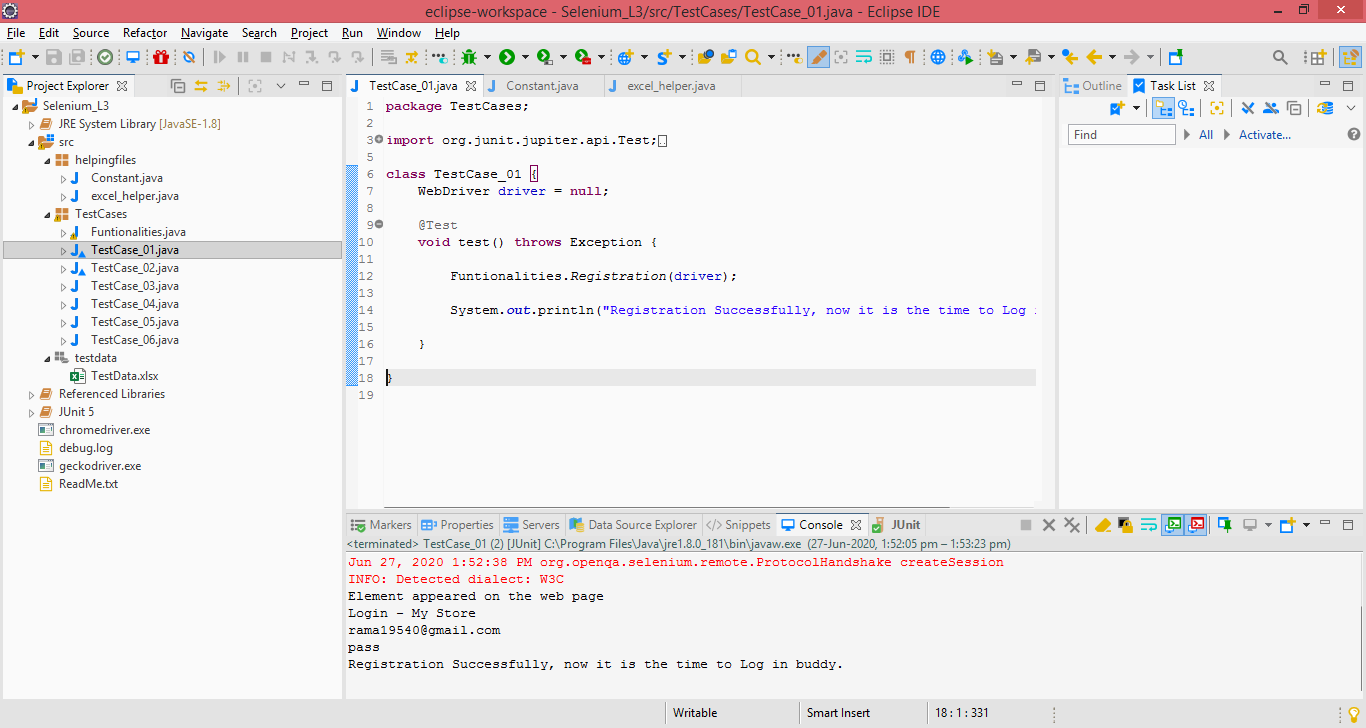 eclipse-workspace - Selenium_L3/src/TestCases/TestCase_01.java - Eclipse IDE
File Edit Source Refactor Navigate Search Project Run Window Help
Project Explorer
Selenium_L3
JRE System Library [JavaSE-1.8]
src
helpingfiles
Constant.java
excel_helper.java
TestCases
Funtionalities.java
TestCase_01.java
TestCase_02.java
TestCase_03.java
TestCase_04.java
TestCase_05.java
TestCase_06.java
testdata
TestData.xlsx
Referenced Libraries
JUnit 5
chromedriver.exe
debug.log
geckodriver.exe
ReadMe.txt
TestCase_01.java Constant.java excel_helper.java
1 package TestCases;
2
3 import org.junit.jupiter.api.Test;
5
6 class TestCase_01 {
7 WebDriver driver = null;
8
9 @Test
10 void test() throws Exception {
11
12 Funtionalities.Registration(driver);
13
14 System.out.println("Registration Successfully, now it is the time to Log
15
16 }
17
18 }
19
Outline Task List
Find All Activate...
Markers Properties Servers Data Source Explorer Snippets Console JUnit
<terminated> TestCase_01 (2) [JUnit] C:\Program Files\Java\jre1.8.0_181\bin\javaw.exe (27-Jun-2020, 1:52:05 pm – 1:53:23 pm)
Jun 27, 2020 1:52:38 PM org.openqa.selenium.remote.ProtocolHandshake createSession
INFO: Detected dialect: W3C
Element appeared on the web page
Login - My Store
rama19540@gmail.com
pass
Registration Successfully, now it is the time to Log in buddy.
Writable Smart Insert 18 : 1 : 331